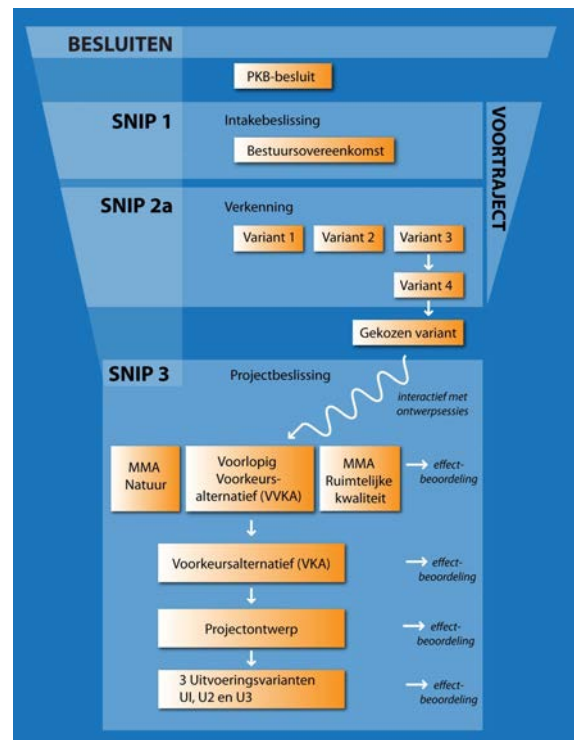 BESLUITEN
PKB-besluit
SNIP 1
Intakebeslissing
Bestuursovereenkomst
VOORTRAJECT
SNIP 2a
Verkenning
Variant 1
Variant 2
Variant 3
Variant 4
Gekozen variant
SNIP 3
Projectbeslissing
interactief met
ontwerpsessies
MMA
Natuur
Voorlopig
Voorkeurs-
alternatief (VVKA)
MMA
Ruimtelijke
kwaliteit
effect-
beoordeling
Voorkeursalternatief (VKA)
effect-
beoordeling
Projectontwerp
effect-
beoordeling
3 Uitvoeringsvarianten
UI, U2 en U3
effect-
beoordeling